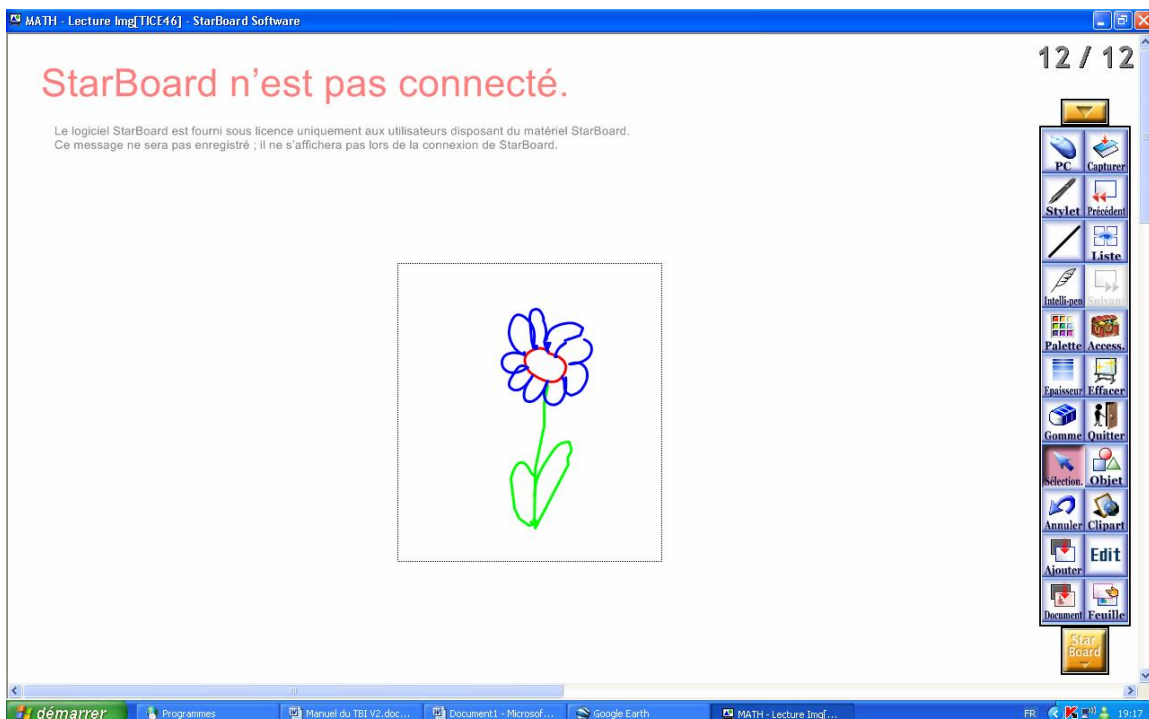 MATH - Lecture Img[TICE46] - StarBoard Software
12 / 12
StarBoard n'est pas connecté.
Le logiciel StarBoard est fourni sous licence uniquement aux utilisateurs disposant du matériel StarBoard.
Ce message ne sera pas enregistré ; il ne s'affichera pas lors de la connexion de StarBoard.
PC Capturer
Stylet Précédent
Liste
Intelli-pen Suivant
Palette Access.
Epaisseur Effacer
Gomme Quitter
Sélection. Objet
Annuler Clipart
Ajouter Edit
Document Feuille
Star
Board
démarrer Programmes Manuel du TBI V2.doc... Document1 - Microsof... Google Earth MATH - Lecture Img[... FR 19:17